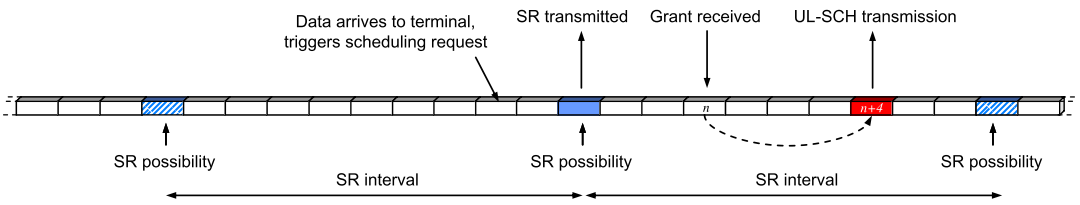 Data arrives to terminal,
triggers scheduling request
SR transmitted
Grant received
UL-SCH transmission
n
n+4
SR possibility
SR possibility
SR possibility
SR interval
SR interval